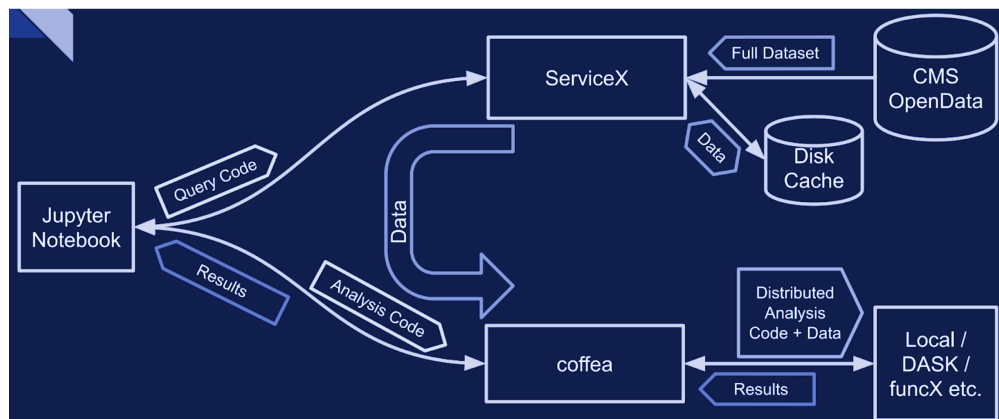 Full Dataset
ServiceX
CMS
OpenData
Data
Disk
Cache
Query Code
Jupyter
Notebook
Data
Results
Analysis Code
Distributed
Analysis
Code + Data
coffea
Local /
DASK /
funcX etc.
Results